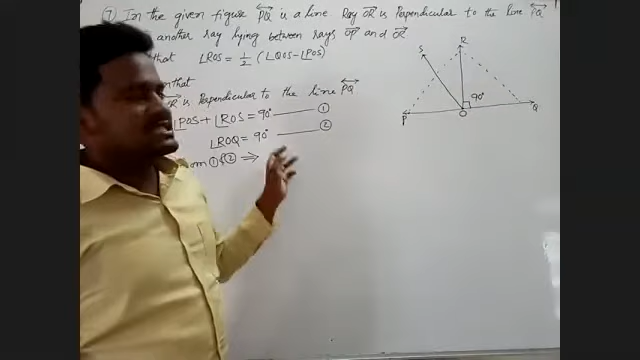 ⑦ In the given figure PQ is a line. Ray OR is Perpendicular to the line PQ
another ray lying between rays OP and OR
that ∠ROS = 1/2 (∠QOS - ∠POS)
that
OR is Perpendicular to the line PQ
∠POS + ∠ROS = 90° ①
∠ROQ = 90° ②
①&② ⇒
S
R
90°
P
O
Q